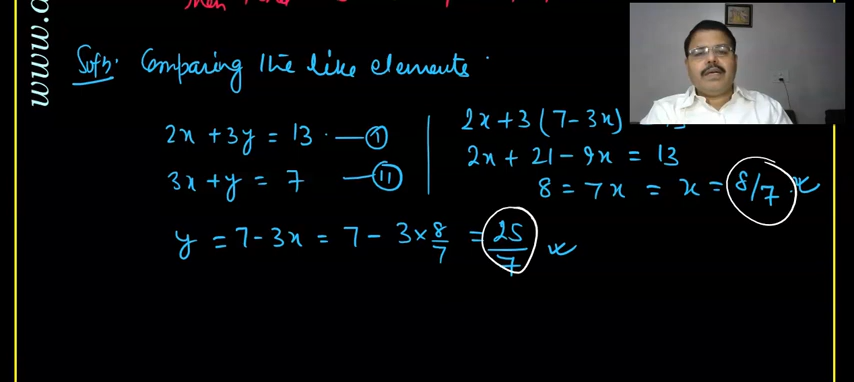 then
www.
Soln. Comparing the like elements.
2x + 3y = 13. — (I)
3x + y = 7 — (II)
2x + 3 (7 - 3x)
2x + 21 - 9x = 13
8 = 7x = x = 8/7
y = 7 - 3x = 7 - 3 × 8/7 = 25/7